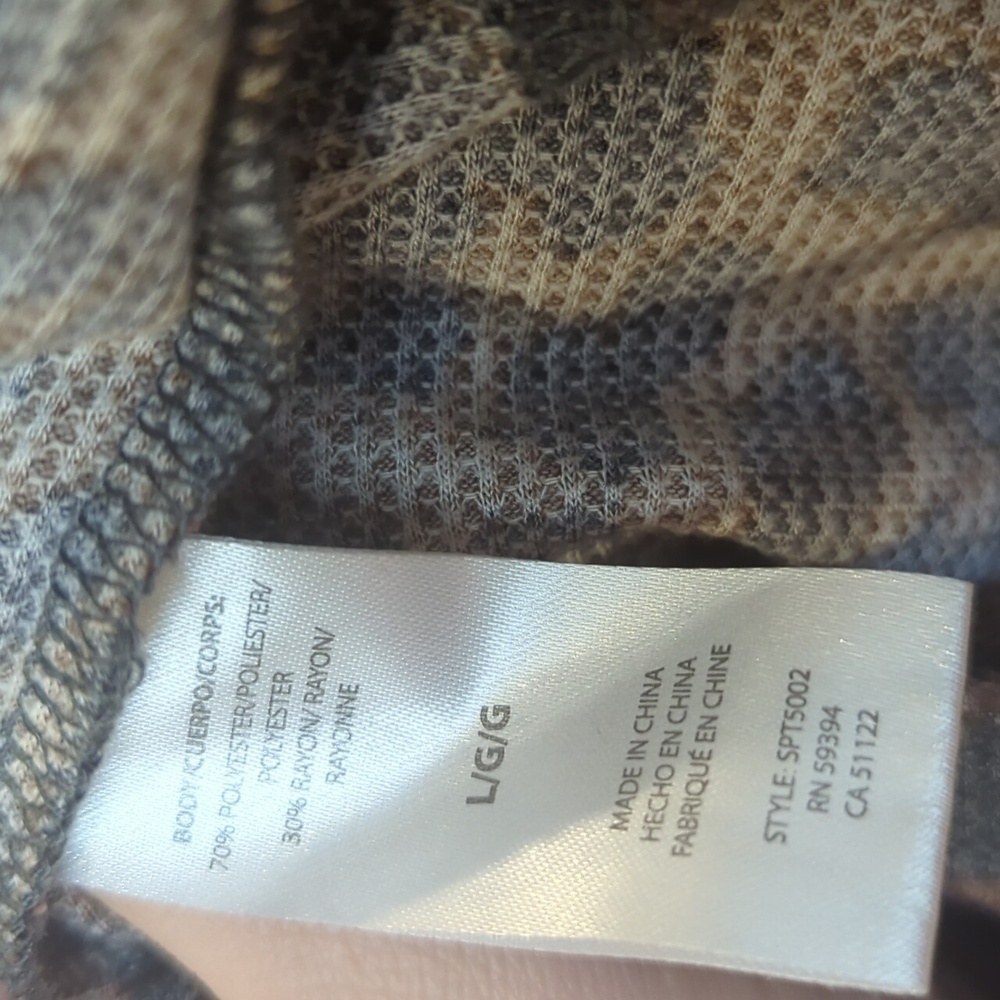 BODY/CUERPO/CORPS:
70% POLYESTER/POLIESTER/
POLYESTER
30% RAYON/ RAYON/
RAYONNE
L/G/G
MADE IN CHINA
HECHO EN CHINA
FABRIQUÉ EN CHINE
STYLE: SPT5002
RN 59394
CA 51122